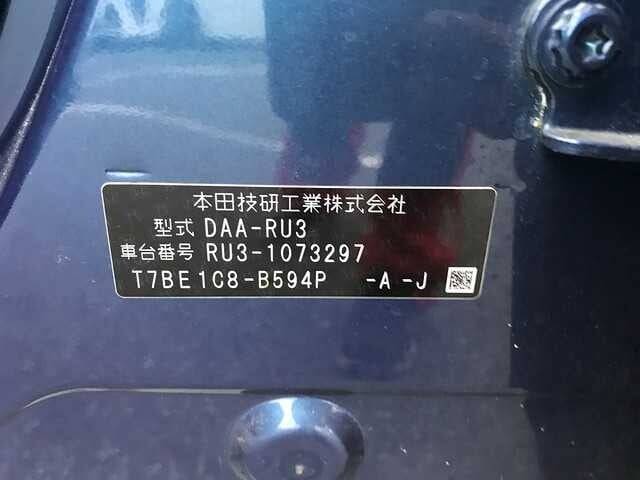 本田技研工業株式会社
型式 DAA-RU3
車台番号 RU3-1073297
T7BE1C8-B594P -A -J